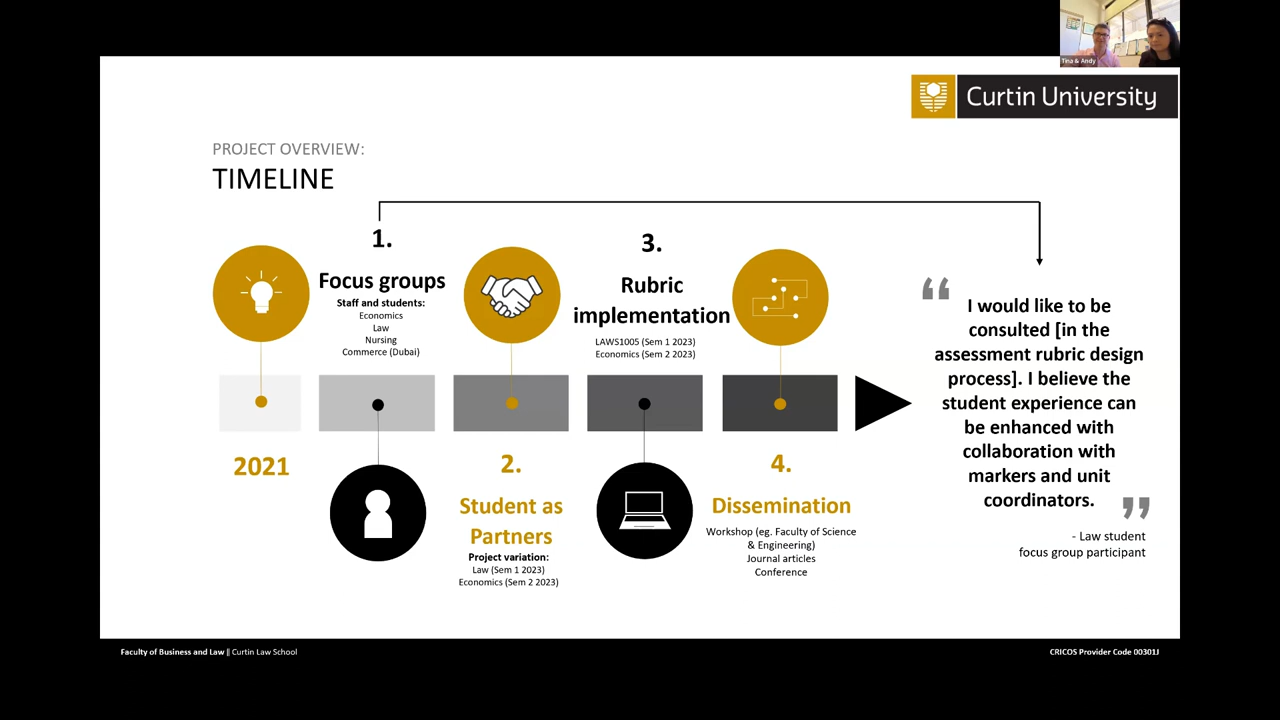 Tina & Andy
Curtin University
PROJECT OVERVIEW:
TIMELINE
1.
Focus groups
Staff and students:
Economics
Law
Nursing
Commerce (Dubai)
3.
Rubric
implementation
LAWS1005 (Sem 1 2023)
Economics (Sem 2 2023)
2021
2.
Student as
Partners
Project variation:
Law (Sem 1 2023)
Economics (Sem 2 2023)
4.
Dissemination
Workshop (eg. Faculty of Science
& Engineering)
Journal articles
Conference
“
I would like to be
consulted [in the
assessment rubric design
process]. I believe the
student experience can
be enhanced with
collaboration with
markers and unit
coordinators.
”
- Law student
focus group participant
Faculty of Business and Law || Curtin Law School
CRICOS Provider Code 00301J